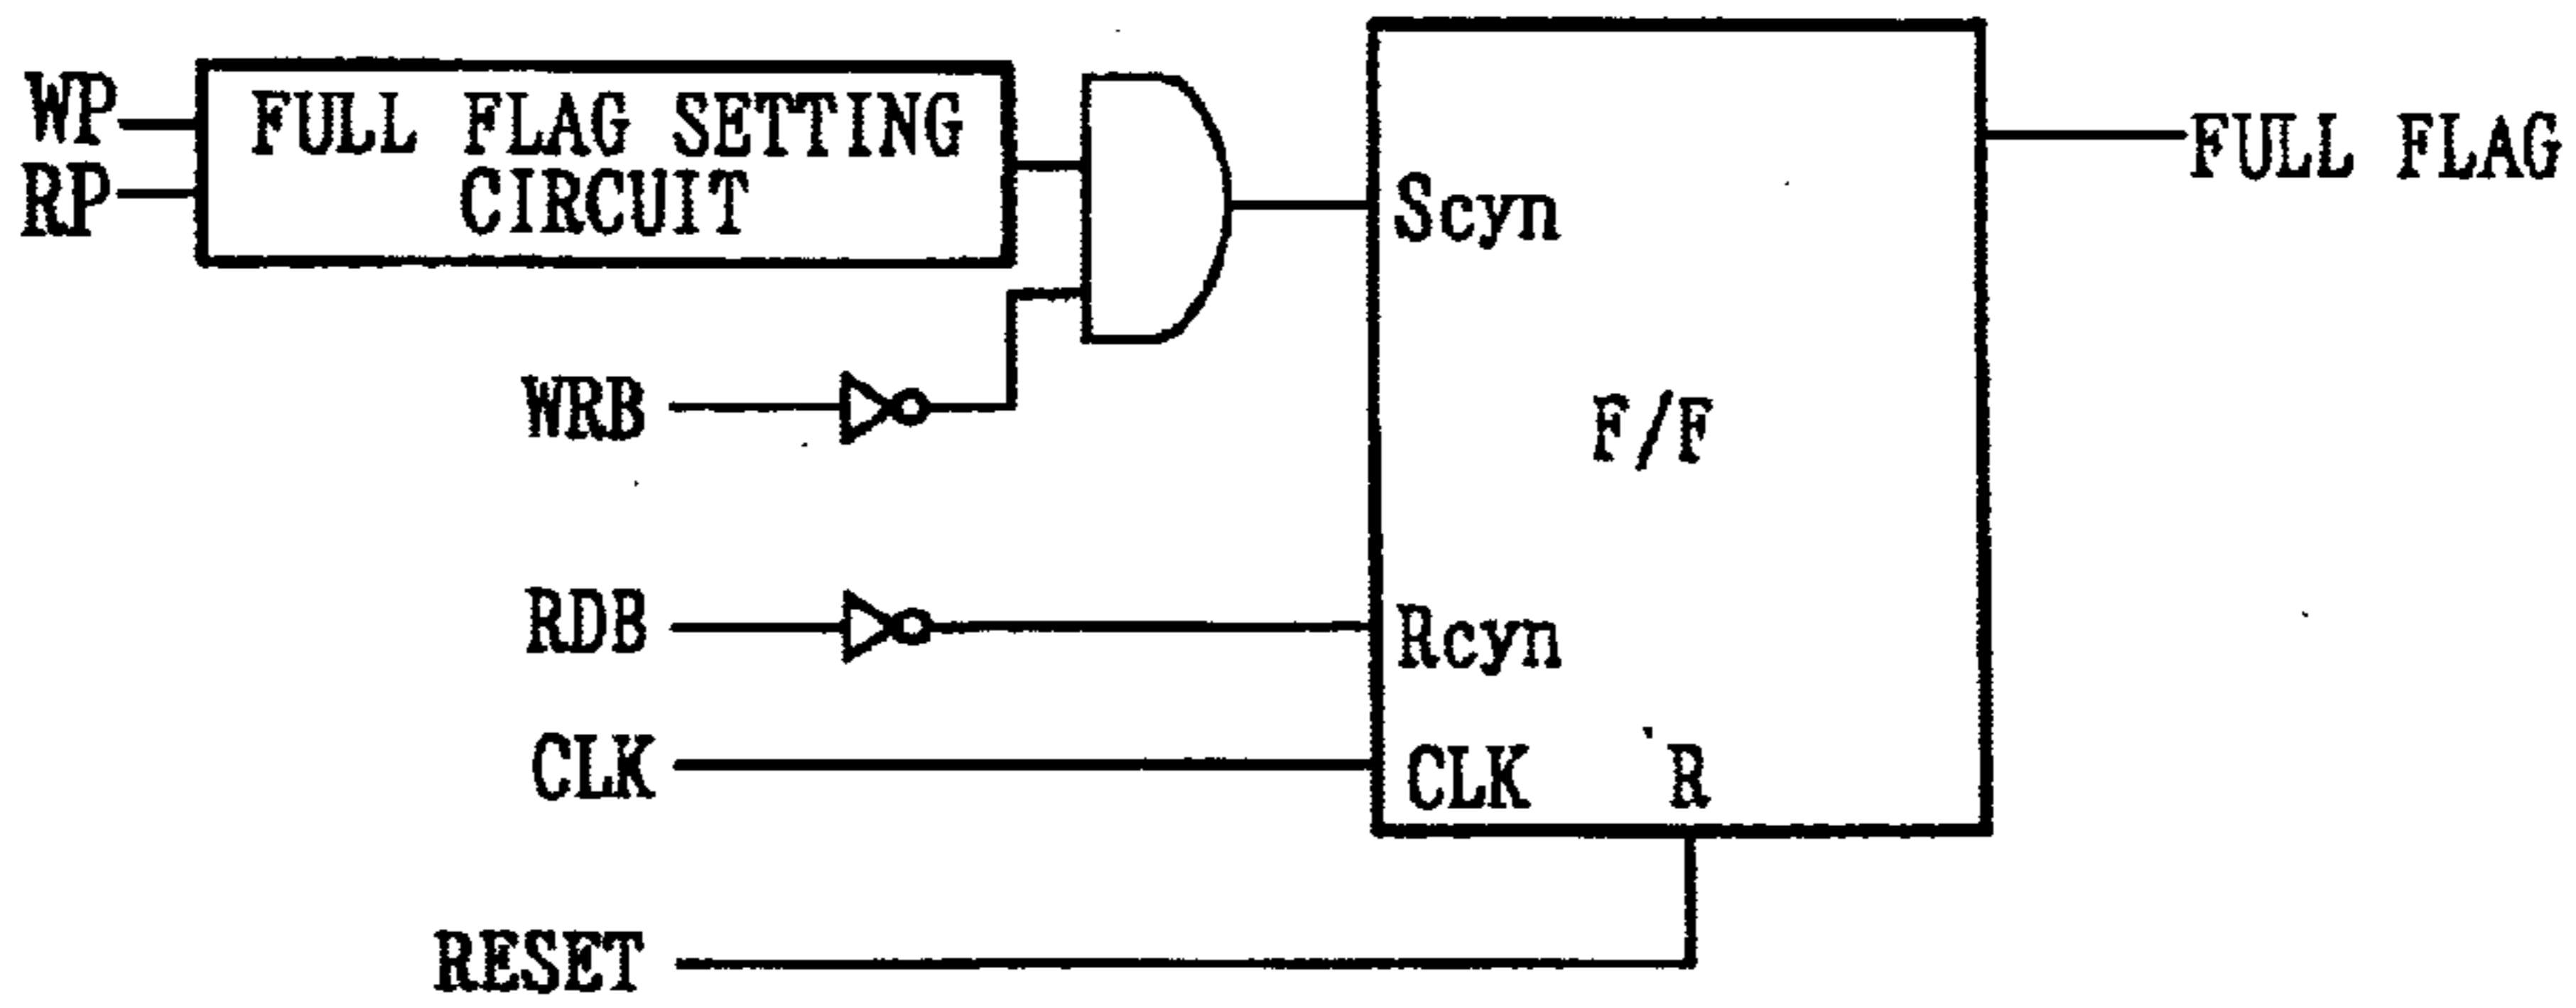 WP
RP
FULL FLAG SETTING
CIRCUIT
FULL FLAG
Scyn
WRB
F/F
RDB
Rcyn
CLK
CLK
R
RESET